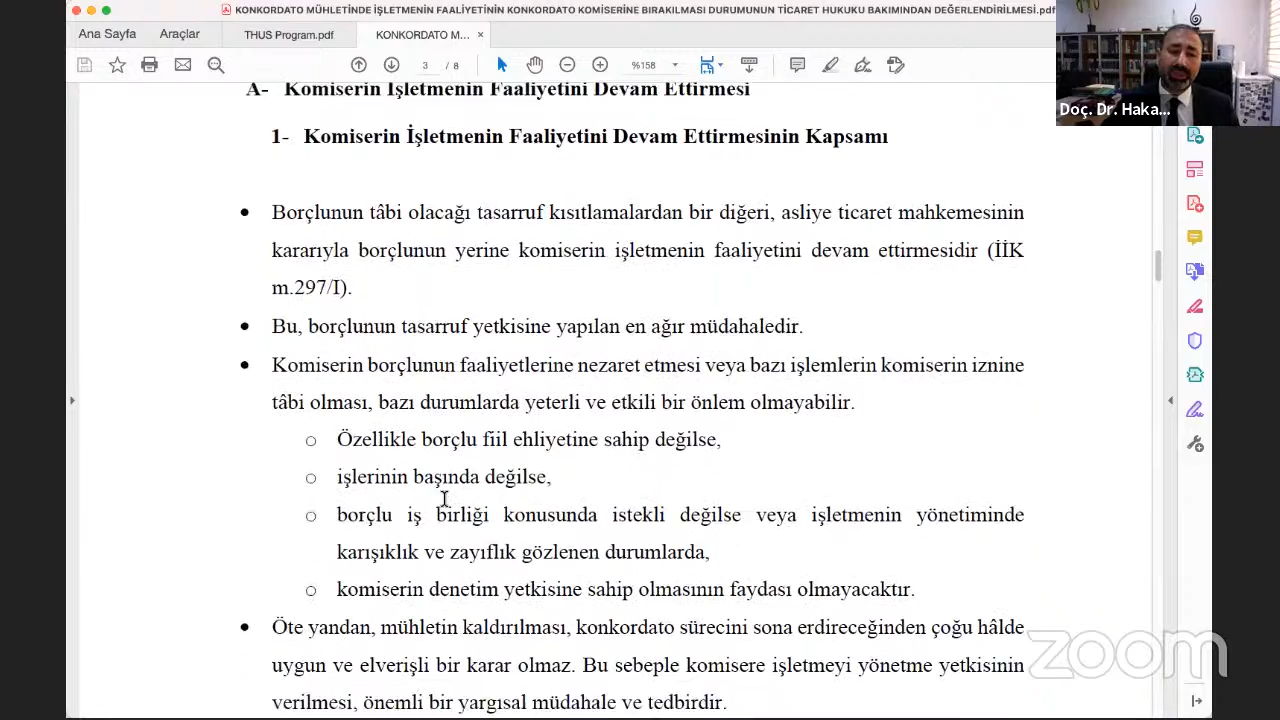 KONKORDATO MÜHLETİNDE İŞLETMENİN FAALİYETİNİN KONKORDATO KOMİSERİNE BIRAKILMASI DURUMUNUN TİCARET HUKUKU BAKIMINDAN DEĞERLENDİRİLMESİ.pdf
Ana Sayfa Araçlar THUS Program.pdf KONKORDATO M... ×
3 / 8 %158
Doç. Dr. Haka...
A- Komiserin İşletmenin Faaliyetini Devam Ettirmesi
1- Komiserin İşletmenin Faaliyetini Devam Ettirmesinin Kapsamı
• Borçlunun tâbi olacağı tasarruf kısıtlamalardan bir diğeri, asliye ticaret mahkemesinin
kararıyla borçlunun yerine komiserin işletmenin faaliyetini devam ettirmesidir (İİK
m.297/I).
• Bu, borçlunun tasarruf yetkisine yapılan en ağır müdahaledir.
• Komiserin borçlunun faaliyetlerine nezaret etmesi veya bazı işlemlerin komiserin iznine
tâbi olması, bazı durumlarda yeterli ve etkili bir önlem olmayabilir.
○ Özellikle borçlu fiil ehliyetine sahip değilse,
○ işlerinin başında değilse,
○ borçlu iş birliği konusunda istekli değilse veya işletmenin yönetiminde
karışıklık ve zayıflık gözlenen durumlarda,
○ komiserin denetim yetkisine sahip olmasının faydası olmayacaktır.
• Öte yandan, mühletin kaldırılması, konkordato sürecini sona erdireceğinden çoğu hâlde
uygun ve elverişli bir karar olmaz. Bu sebeple komisere işletmeyi yönetme yetkisinin
verilmesi, önemli bir yargısal müdahale ve tedbirdir.
zoom